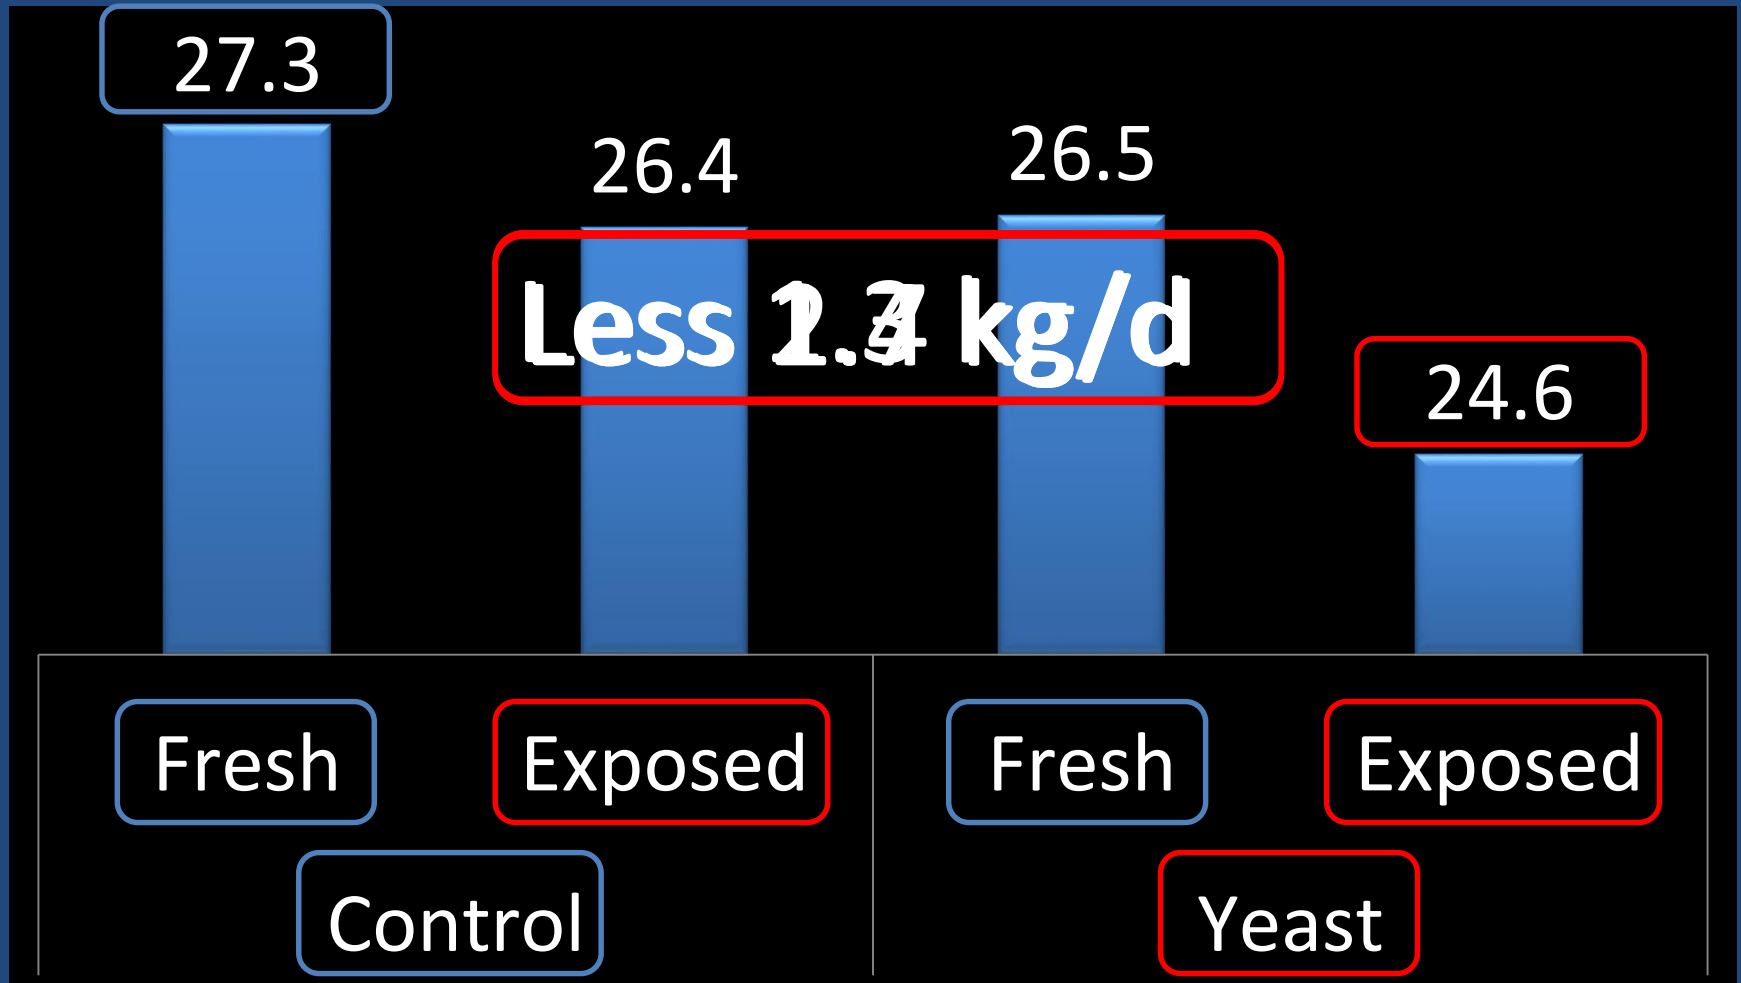 27.3
26.4
26.5
Less kg/d
24.6
Fresh Exposed Fresh Exposed
Control Yeast